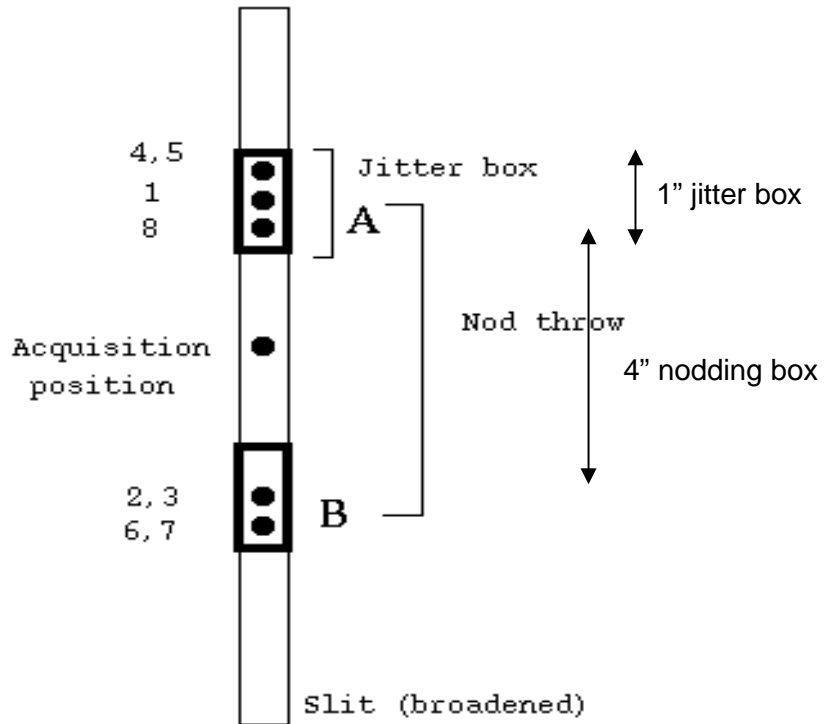 4,5
1
8
Jitter box
A
1” jitter box
Nod throw
Acquisition
position
4” nodding box
2,3
6,7
B
Slit (broadened)